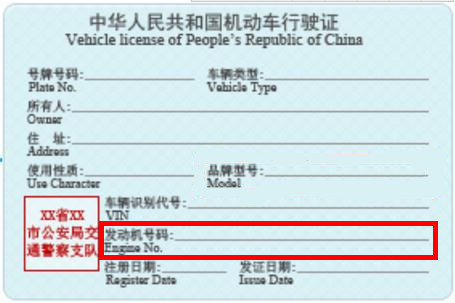 中华人民共和国机动车行驶证
Vehicle license of People's Republic of China
号牌号码: 车辆类型:
Plate No. Vehicle Type
所有人:
Owner
住 址:
Address
使用性质: 品牌型号:
Use Character Model
车辆识别代号:
VIN
XX省XX
市公安局交
通警察支队
发动机号码:
Engine No.
注册日期: 发证日期:
Register Date Issue Date